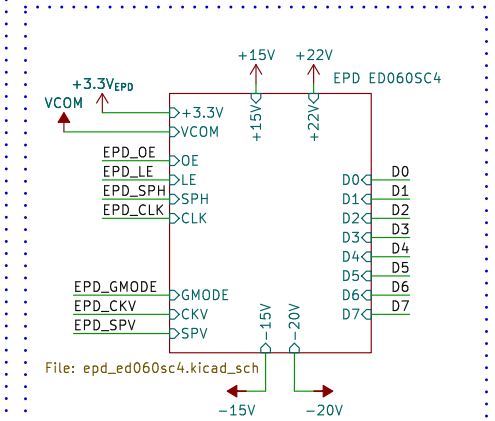 +15V
+22V
EPD ED060SC4
+3.3VEPD
VCOM
+15V
+22V
+3.3V
VCOM
EPD_OE
OE
EPD_LE
LE
EPD_SPH
SPH
EPD_CLK
CLK
D0
D0
D1
D1
D2
D2
D3
D3
D4
D4
D5
D5
D6
D6
D7
D7
EPD_GMODE
GMODE
EPD_CKV
CKV
EPD_SPV
SPV
-15V
-20V
File: epd_ed060sc4.kicad_sch
-15V
-20V